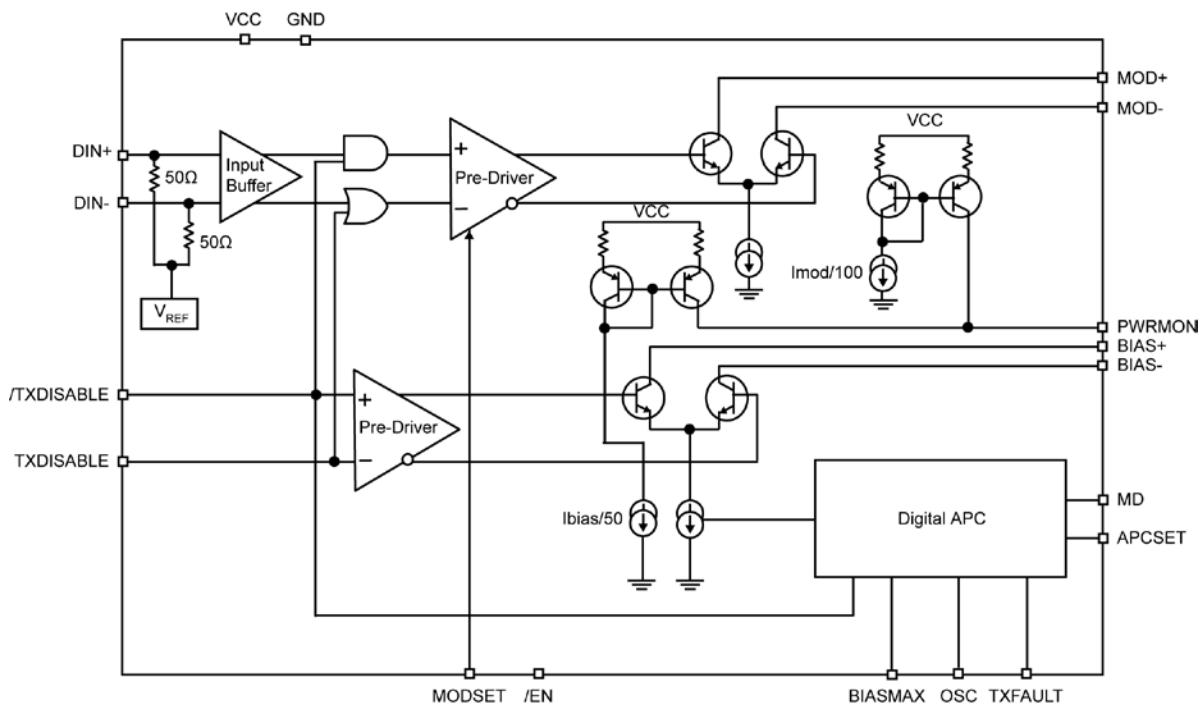 VCC GND
MOD+
MOD-
VCC
DIN+
50Ω
Input
Buffer
+
Pre-Driver
−
DIN-
50Ω
VCC
Imod/100
VREF
PWRMON
BIAS+
BIAS-
/TXDISABLE
+
Pre-Driver
−
TXDISABLE
Ibias/50
Digital APC
MD
APCSET
MODSET /EN BIASMAX OSC TXFAULT